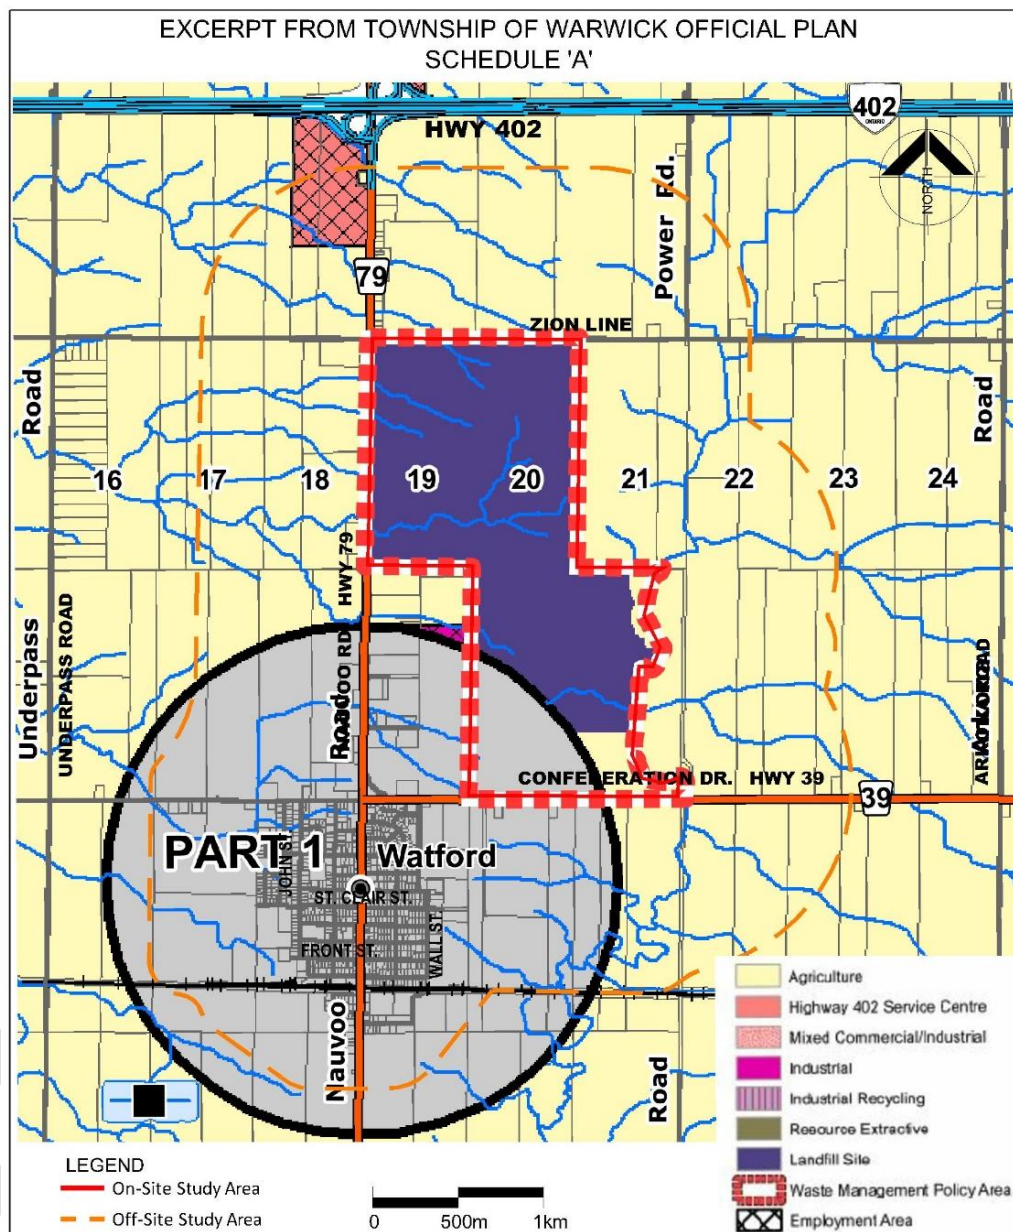 EXCERPT FROM TOWNSHIP OF WARWICK OFFICIAL PLAN
SCHEDULE 'A'
402
ONTARIO
HWY 402
NORTH
Power Rd.
79
ZION LINE
Road
Road
16
17
18
19
20
21
22
23
24
HWY 79
RD
Underpass
UNDERPASS ROAD
Road
CONFEDERATION DR. HWY 39
39
PART 1
Watford
JOHN ST.
ST. CLAIR ST.
FRONT ST.
WALL ST.
Nauvoo
Road
Agriculture
Highway 402 Service Centre
Mixed Commercial/Industrial
Industrial
Industrial Recycling
Resource Extractive
Landfill Site
Waste Management Policy Area
Employment Area
LEGEND
On-Site Study Area
Off-Site Study Area
0 500m 1km